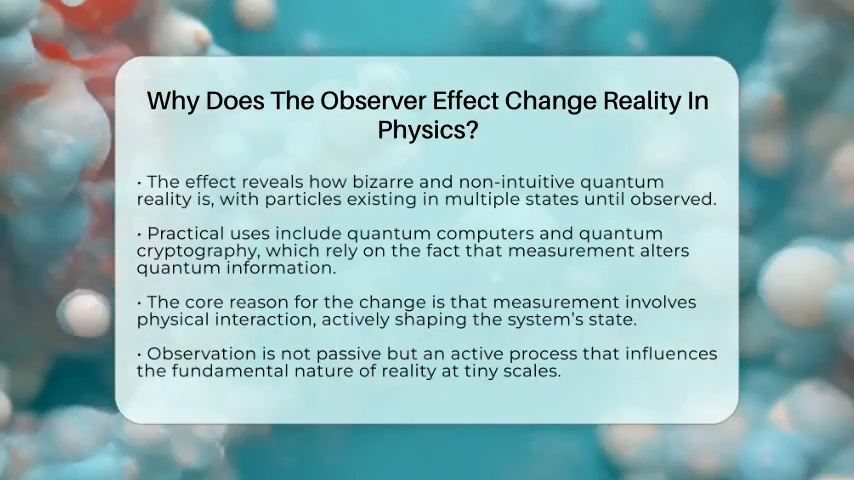 Why Does The Observer Effect Change Reality In
Physics?
• The effect reveals how bizarre and non-intuitive quantum
reality is, with particles existing in multiple states until observed.
• Practical uses include quantum computers and quantum
cryptography, which rely on the fact that measurement alters
quantum information.
• The core reason for the change is that measurement involves
physical interaction, actively shaping the system's state.
• Observation is not passive but an active process that influences
the fundamental nature of reality at tiny scales.